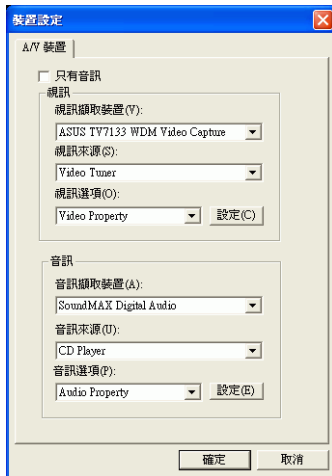 裝置設定
A/V 裝置
只有音訊
視訊
視訊擷取裝置(V):
ASUS TV7133 WDM Video Capture
視訊來源(S):
Video Tuner
視訊選項(O):
Video Property 設定(C)
音訊
音訊擷取裝置(A):
SoundMAX Digital Audio
音訊來源(U):
CD Player
音訊選項(P):
Audio Property 設定(E)
確定 取消